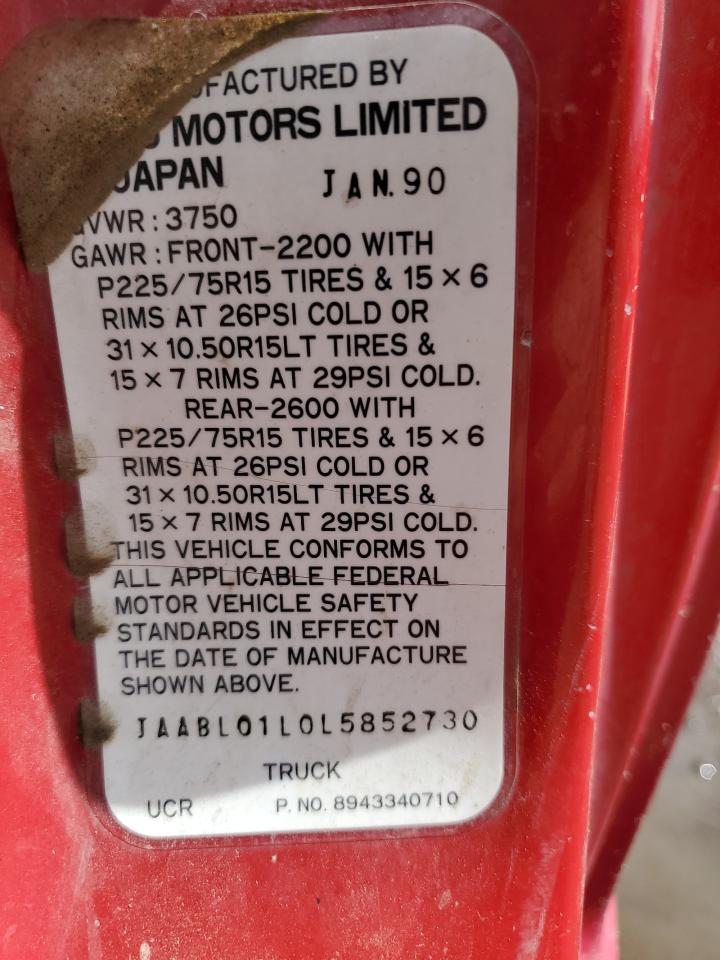 MOTORS LIMITED
JAPAN JAN. 90
GVWR : 3750
GAWR : FRONT-2200 WITH
P225/75R15 TIRES & 15 × 6
RIMS AT 26PSI COLD OR
31 × 10.50R15LT TIRES &
15 × 7 RIMS AT 29PSI COLD.
REAR-2600 WITH
P225/75R15 TIRES & 15 × 6
RIMS AT 26PSI COLD OR
31 × 10.50R15LT TIRES &
15 × 7 RIMS AT 29PSI COLD.
THIS VEHICLE CONFORMS TO
ALL APPLICABLE FEDERAL
MOTOR VEHICLE SAFETY
STANDARDS IN EFFECT ON
THE DATE OF MANUFACTURE
SHOWN ABOVE.
JAABL01L0L5852730
TRUCK
UCR P. NO. 8943340710